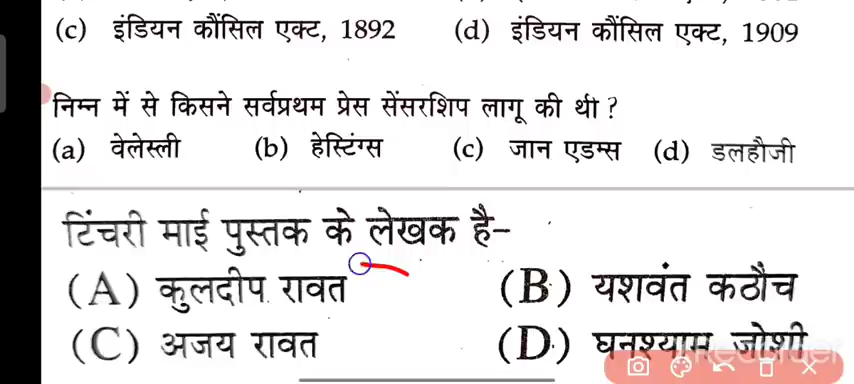 (c) इंडियन कौंसिल एक्ट, 1892 (d) इंडियन कौंसिल एक्ट, 1909
निम्न में से किसने सर्वप्रथम प्रेस सेंसरशिप लागू की थी ?
(a) वेलेस्ली (b) हेस्टिंग्स (c) जान एडम्स (d) डलहौजी
टिंचरी माई पुस्तक के लेखक है-
(A) कुलदीप रावत (B) यशवंत कठौच
(C) अजय रावत (D) घनश्याम जोशी